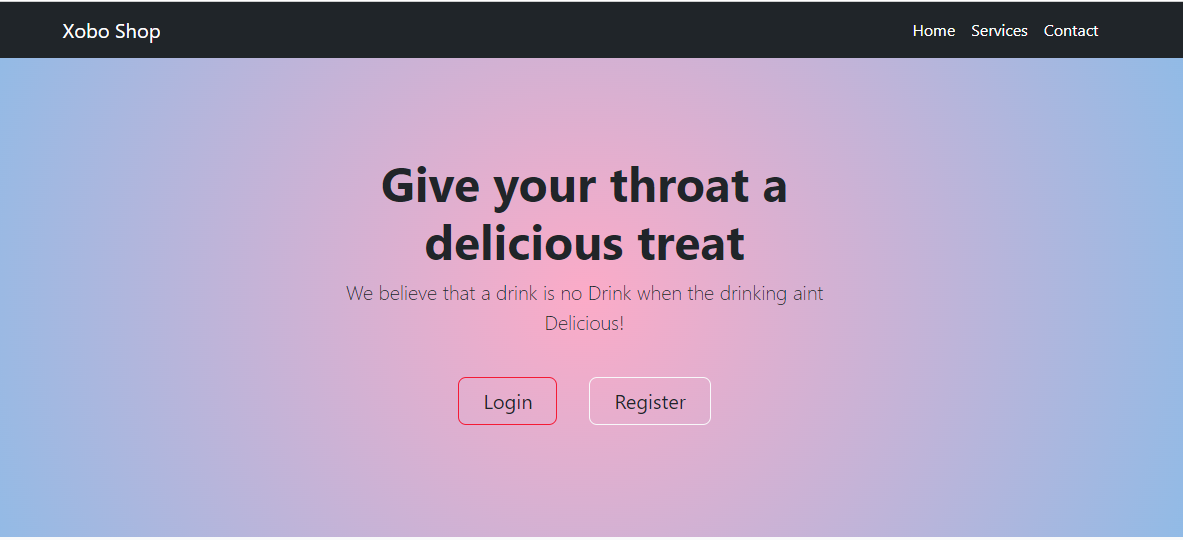 Xobo Shop
Home Services Contact
Give your throat a
delicious treat
We believe that a drink is no Drink when the drinking aint
Delicious!
Login
Register